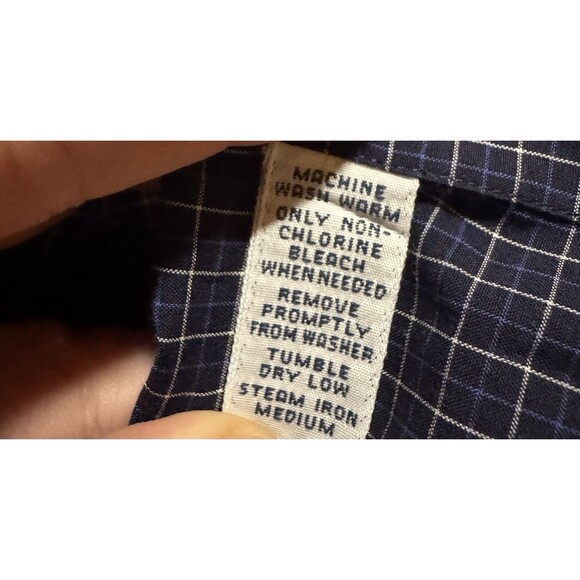 MACHINE
WASH WARM
ONLY NON-
CHLORINE
BLEACH
WHEN NEEDED
REMOVE
PROMPTLY
FROM WASHER
TUMBLE
DRY LOW
STEAM IRON
MEDIUM